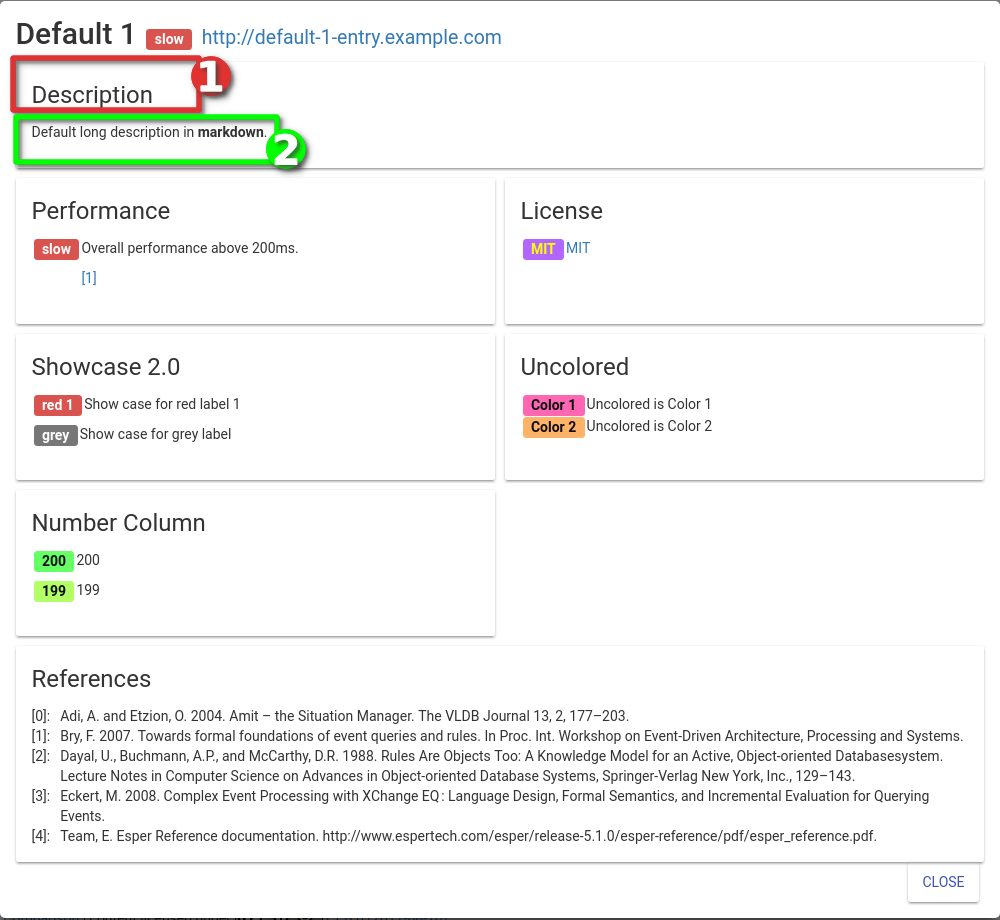 Default 1 slow http://default-1-entry.example.com
1
Description
Default long description in markdown.
2
Performance
slow Overall performance above 200ms.
[1]
License
MIT MIT
Showcase 2.0
red 1 Show case for red label 1
grey Show case for grey label
Uncolored
Color 1 Uncolored is Color 1
Color 2 Uncolored is Color 2
Number Column
200 200
199 199
References
[0]: Adi, A. and Etzion, O. 2004. Amit – the Situation Manager. The VLDB Journal 13, 2, 177–203.
[1]: Bry, F. 2007. Towards formal foundations of event queries and rules. In Proc. Int. Workshop on Event-Driven Architecture, Processing and Systems.
[2]: Dayal, U., Buchmann, A.P., and McCarthy, D.R. 1988. Rules Are Objects Too: A Knowledge Model for an Active, Object-oriented Databasesystem.
Lecture Notes in Computer Science on Advances in Object-oriented Database Systems, Springer-Verlag New York, Inc., 129–143.
[3]: Eckert, M. 2008. Complex Event Processing with XChange EQ : Language Design, Formal Semantics, and Incremental Evaluation for Querying
Events.
[4]: Team, E. Esper Reference documentation. http://www.espertech.com/esper/release-5.1.0/esper-reference/pdf/esper_reference.pdf.
CLOSE